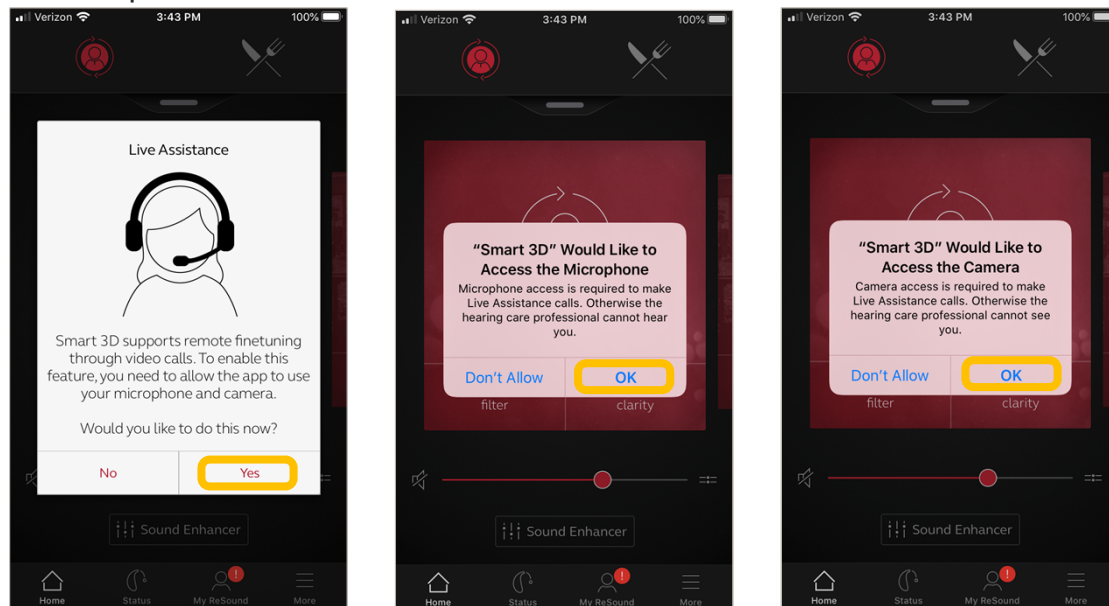 Verizon 3:43 PM 100%
Live Assistance
Smart 3D supports remote finetuning
through video calls. To enable this
feature, you need to allow the app to use
your microphone and camera.
Would you like to do this now?
No Yes
Sound Enhancer
Home Status My ReSound More
Verizon 3:43 PM 100%
“Smart 3D” Would Like to
Access the Microphone
Microphone access is required to make
Live Assistance calls. Otherwise the
hearing care professional cannot hear
you.
Don’t Allow OK
filter clarity
Sound Enhancer
Home Status My ReSound More
Verizon 3:43 PM 100%
“Smart 3D” Would Like to
Access the Camera
Camera access is required to make
Live Assistance calls. Otherwise the
hearing care professional cannot see
you.
Don’t Allow OK
filter clarity
Sound Enhancer
Home Status My ReSound More